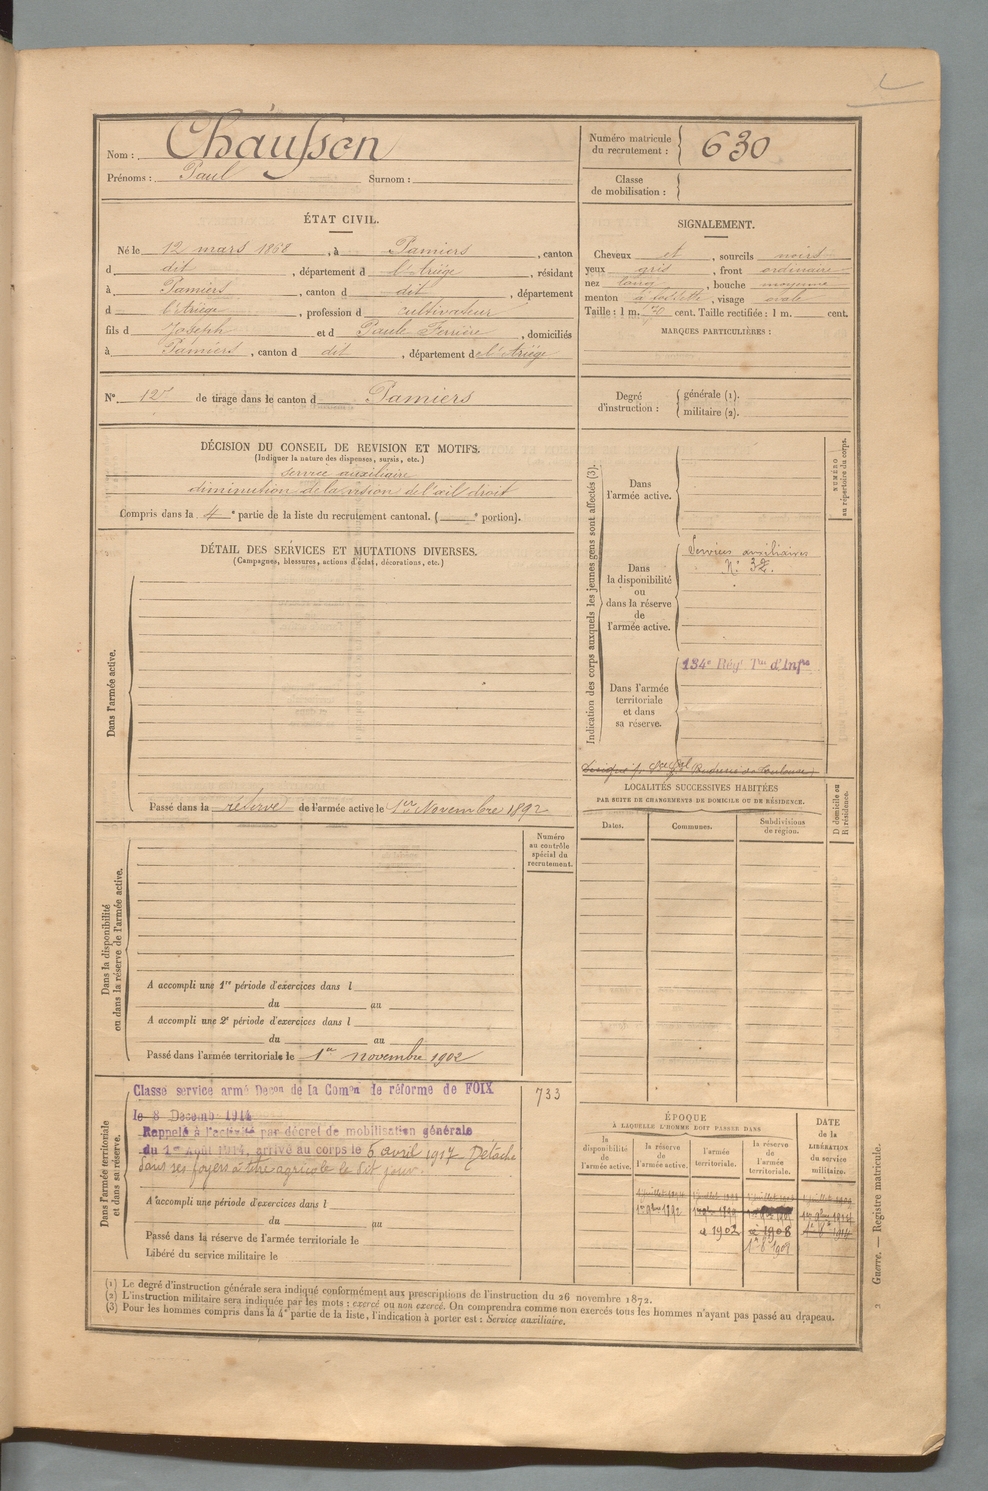 Nom : Chausson
Prénoms : Paul Surnom :
Numéro matricule du recrutement : 630
Classe de mobilisation :
ÉTAT CIVIL.
Né le 12 mars 1868, à Pamiers, canton
d dit, département d l'Ariège, résidant
à Pamiers, canton d dit, département
d l'Ariège, profession d cultivateur
fils d Joseph et d Paule Ferrière, domiciliés
à Pamiers, canton d dit, département de l'Ariège
SIGNALEMENT.
Cheveux et, sourcils noirs
yeux gris, front ordinaire
nez long, bouche moyenne
menton à fossette, visage ovale
Taille : 1 m. 70 cent. Taille rectifiée : 1 m. cent.
MARQUES PARTICULIÈRES :
N° de tirage dans le canton d Pamiers
Degré d'instruction : générale (1). militaire (2).
DÉCISION DU CONSEIL DE REVISION ET MOTIFS.
(Indiquer la nature des dispenses, sursis, etc.)
service auxiliaire
diminution de la vision de l'œil droit
Compris dans la 4e partie de la liste du recrutement cantonal. ( e portion).
DÉTAIL DES SERVICES ET MUTATIONS DIVERSES.
(Campagnes, blessures, actions d'éclat, décorations, etc.)
Dans l'armée active.
Passé dans la réserve de l'armée active le 1er Novembre 1892
Indication des corps auxquels les jeunes gens sont affectés (3).
NUMÉRO au répertoire du corps.
Dans l'armée active.
Dans la disponibilité ou dans la réserve de l'armée active.
Services auxiliaires
N° 32.
Dans l'armée territoriale et dans sa réserve.
134e Régt Tal d'Infie
LOCALITÉS SUCCESSIVES HABITÉES
PAR SUITE DE CHANGEMENTS DE DOMICILE OU DE RÉSIDENCE.
Dates.
Communes.
Subdivisions de région.
D. domicile ou R. résidence.
Dans la disponibilité ou dans la réserve de l'armée active.
Numéro au contrôle spécial du recrutement.
A accompli une 1re période d'exercices dans l
du au
A accompli une 2e période d'exercices dans l
du au
Passé dans l'armée territoriale le 1er novembre 1902
Dans l'armée territoriale et dans sa réserve.
Classé service armé Decon de la Comon de réforme de FOIX
733
le 8 Decemb 1914
Rappelé à l'activité par décret de mobilisation générale
du 1er Août 1914, arrivé au corps le 5 avril 1917 Détaché
dans ses foyers à titre agricole le dit jour.
A accompli une période d'exercices dans l
du au
Passé dans la réserve de l'armée territoriale le
Libéré du service militaire le
ÉPOQUE
À LAQUELLE L'HOMME DOIT PASSER DANS
la disponibilité de l'armée active.
la réserve de l'armée active.
l'armée territoriale.
la réserve de l'armée territoriale.
DATE de la LIBÉRATION du service militaire.
1er 9bre 1892
(1) Le degré d'instruction générale sera indiqué conformément aux prescriptions de l'instruction du 26 novembre 1872.
(2) L'instruction militaire sera indiquée par les mots : exercé ou non exercé. On comprendra comme non exercés tous les hommes n'ayant pas passé au drapeau.
(3) Pour les hommes compris dans la 4e partie de la liste, l'indication à porter est : Service auxiliaire.
Guerre. — Registre matricule.